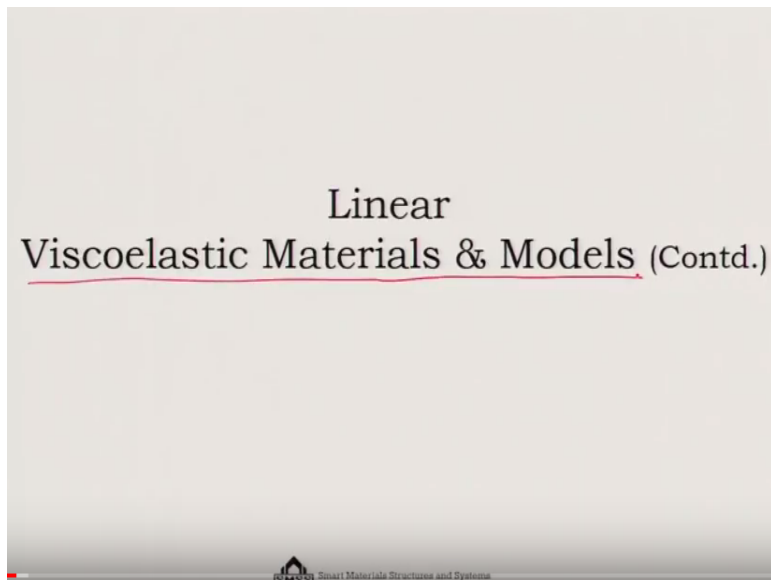 Linear
Viscoelastic Materials & Models (Contd.)
Smart Materials Structures and Systems